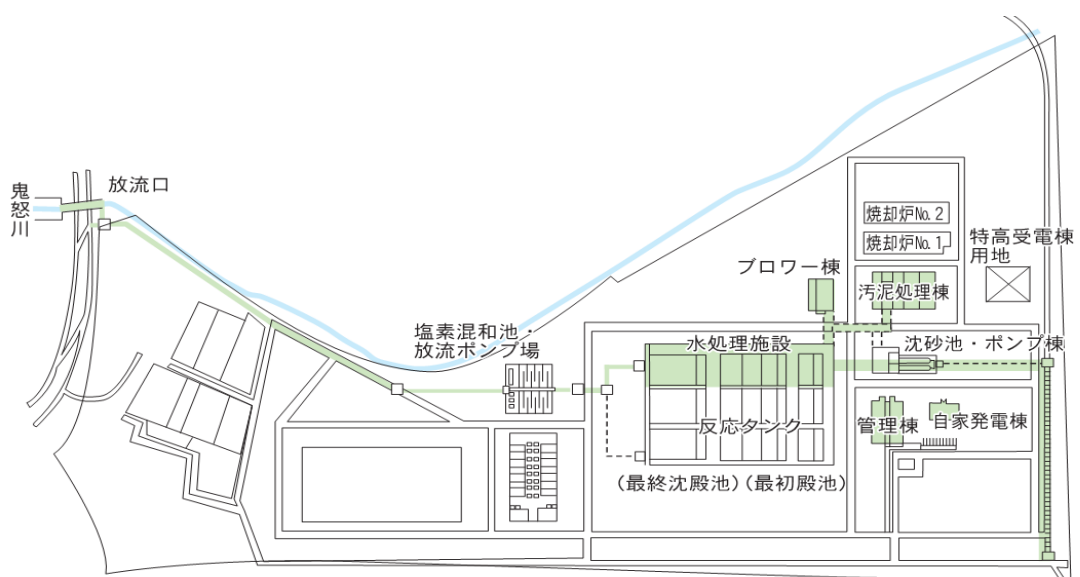 鬼怒川
放流口
塩素混和池・
放流ポンプ場
ブロワー棟
水処理施設
反応タンク
(最終沈殿池)(最初殿池)
焼却炉No. 2
焼却炉No. 1
汚泥処理棟
特高受電棟
用地
沈砂池・ポンプ棟
管理棟
自家発電棟